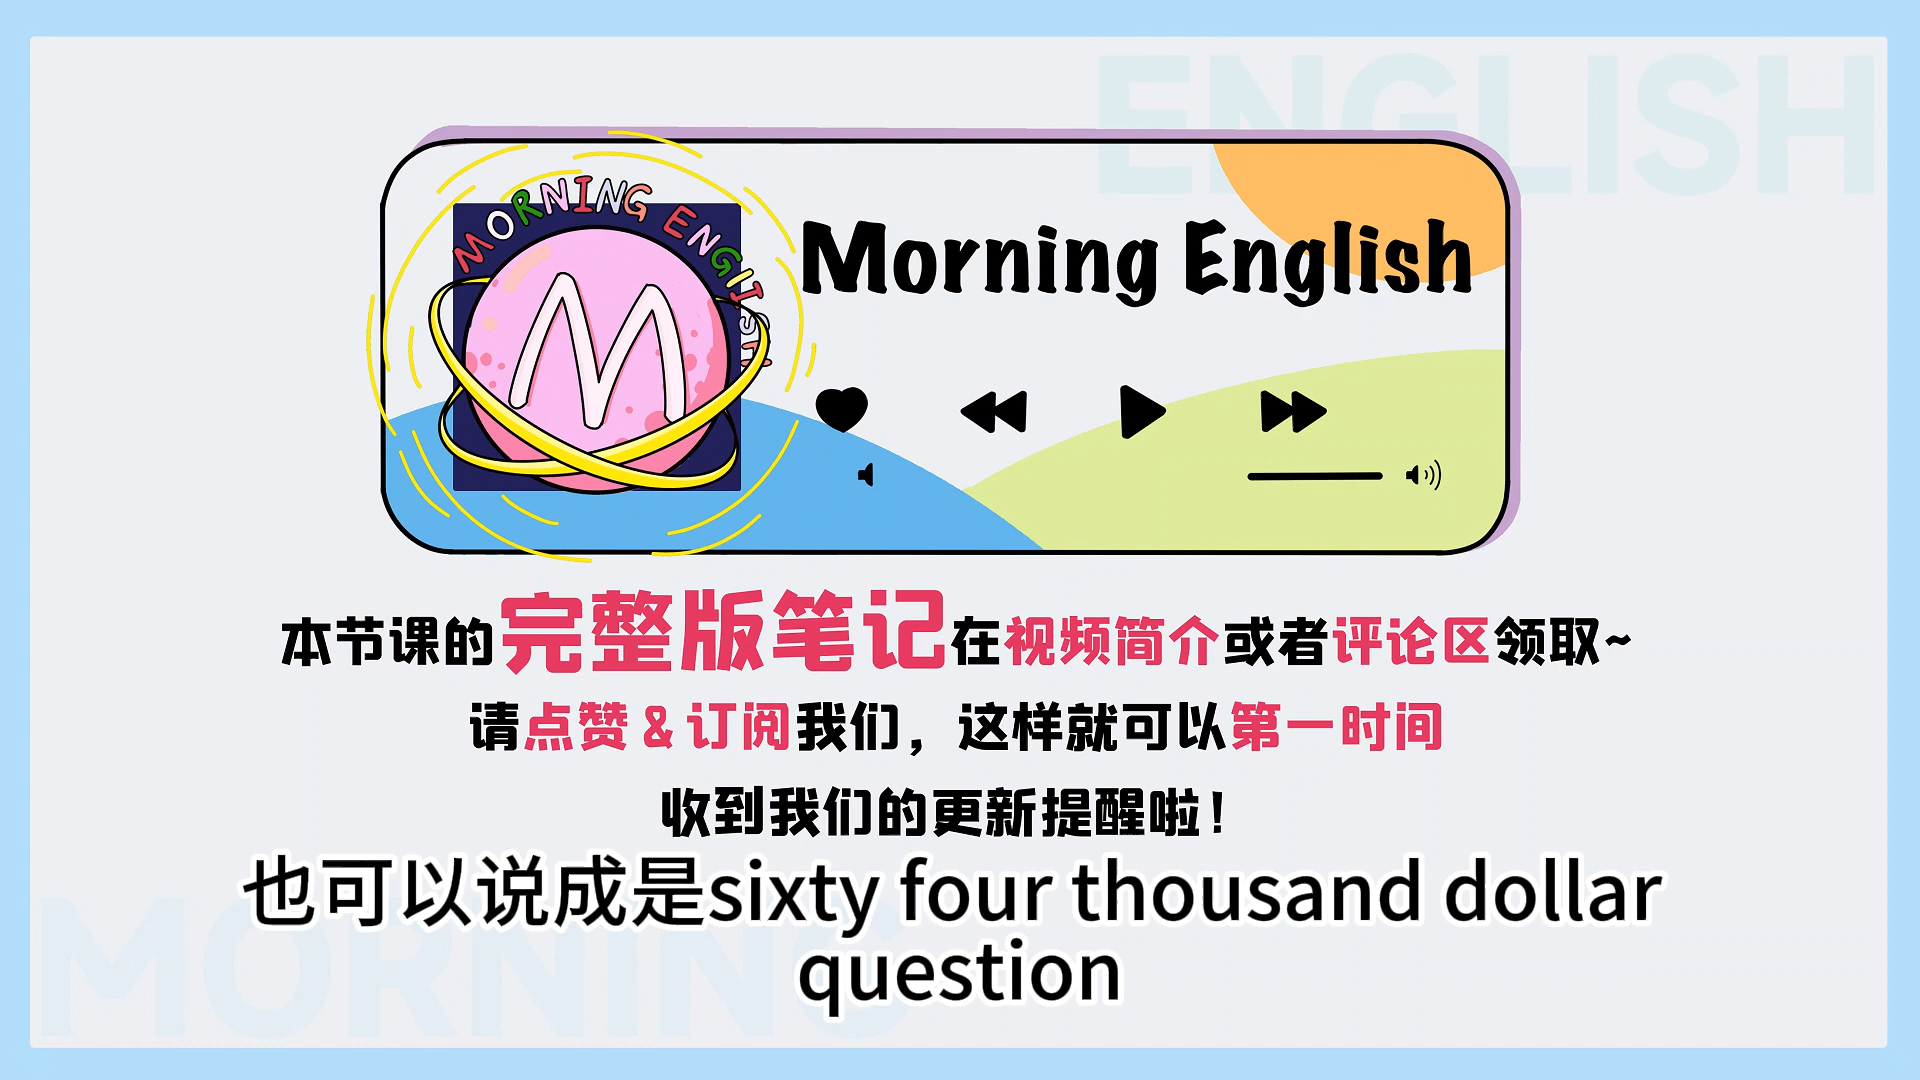 ENGLISH
MORNING ENGLISH
M
Morning English
本节课的完整版笔记在视频简介或者评论区领取~
请点赞&订阅我们，这样就可以第一时间
收到我们的更新提醒啦！
也可以说成是sixty four thousand dollar
question
MORNING